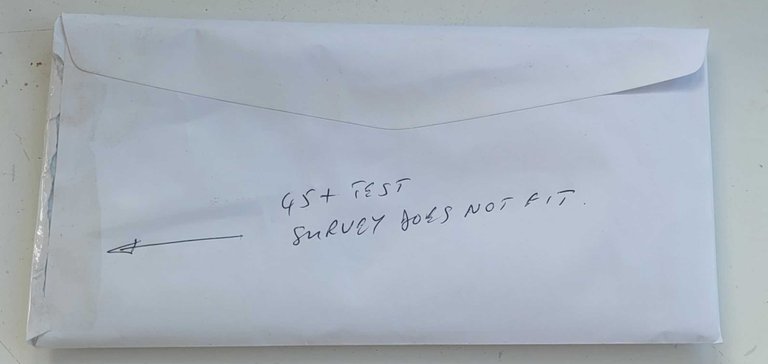 45+ TEST
SURVEY DOES NOT FIT.